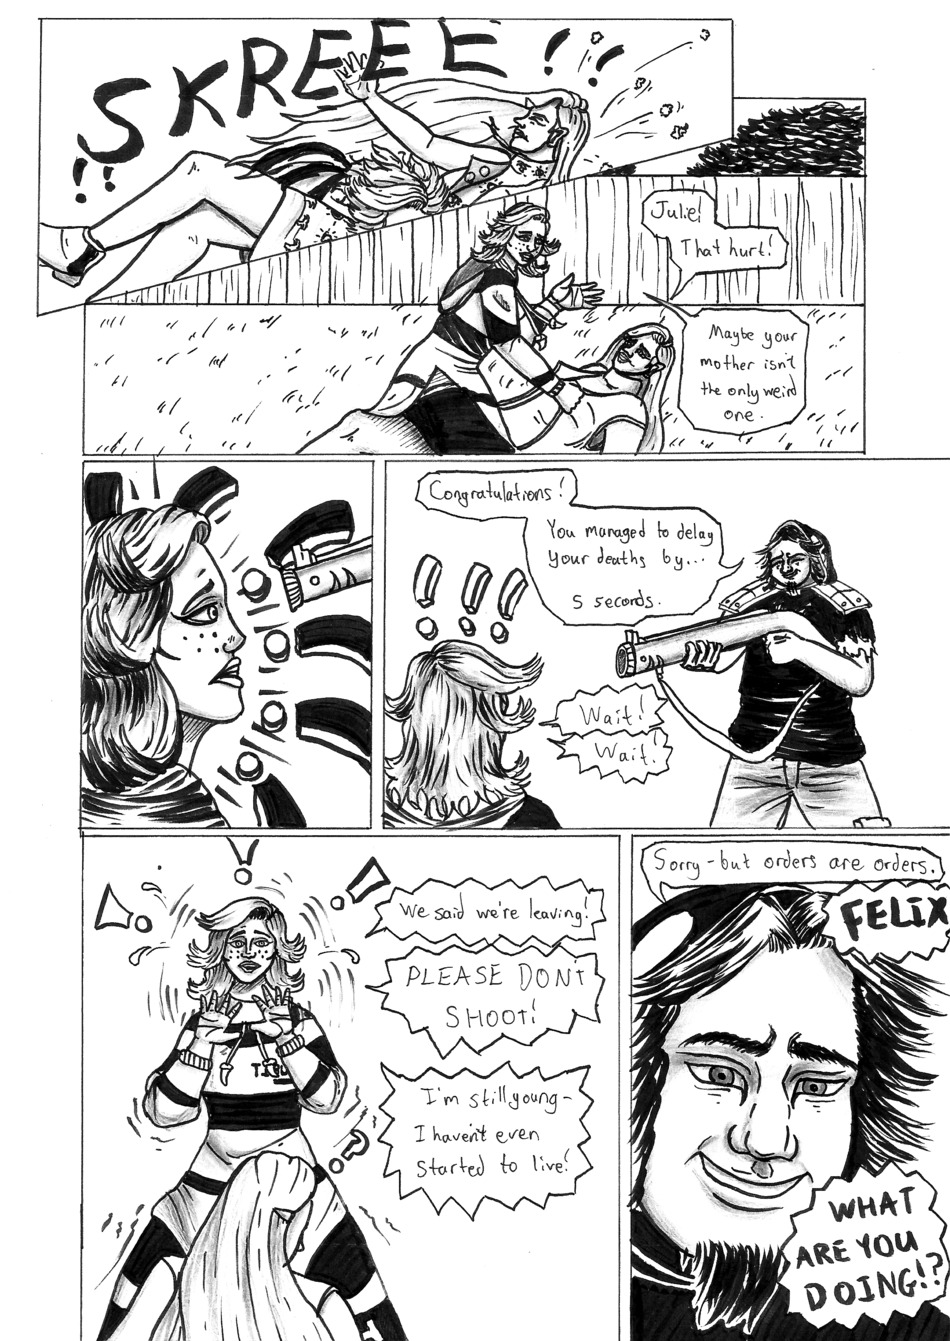 SKREEE!!
!!
Julie!
That hurt!
Maybe your
mother isn't
the only weird
one.
Congratulations!
You managed to delay
your deaths by...
5 seconds.
!!!
Wait!
Wait!
We said we're leaving!
PLEASE DONT
SHOOT!
I'm still young-
I haven't even
started to live!
?
Sorry-but orders are orders.
FELIX
WHAT
ARE YOU
DOING!?